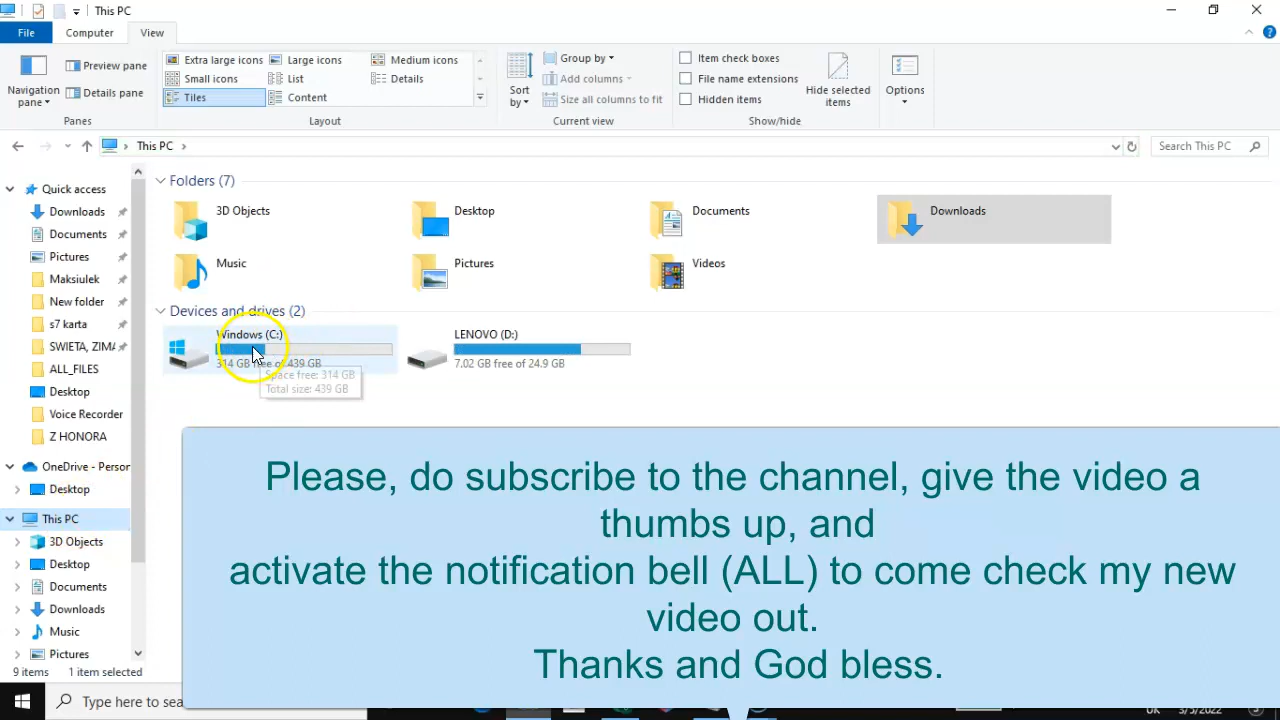 This PC
File
Computer
View
Navigation pane
Preview pane
Details pane
Panes
Extra large icons
Large icons
Medium icons
Small icons
List
Details
Tiles
Content
Layout
Sort by
Group by
Add columns
Size all columns to fit
Current view
Item check boxes
File name extensions
Hidden items
Hide selected items
Show/hide
Options
This PC
Search This PC
Quick access
Downloads
Documents
Pictures
Maksiulek
New folder
s7 karta
SWIETA, ZIMA
ALL_FILES
Desktop
Voice Recorder
Z HONORA
OneDrive - Person
Desktop
This PC
3D Objects
Desktop
Documents
Downloads
Music
Pictures
9 items
1 item selected
Folders (7)
3D Objects
Desktop
Documents
Downloads
Music
Pictures
Videos
Devices and drives (2)
Windows (C:)
314 GB free of 439 GB
LENOVO (D:)
7.02 GB free of 24.9 GB
Space free: 314 GB
Total size: 439 GB
Please, do subscribe to the channel, give the video a
thumbs up, and
activate the notification bell (ALL) to come check my new
video out.
Thanks and God bless.
Type here to sea
UK
3/3/2022